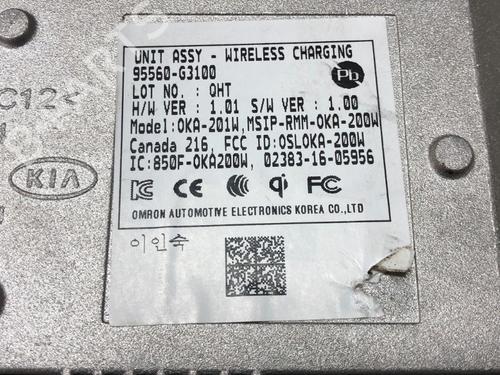 UNIT ASSY - WIRELESS CHARGING
95560-G3100
LOT NO. : QHT
H/W VER : 1.01 S/W VER : 1.00
Model:OKA-201W,MSIP-RMM-OKA-200W
Canada 216, FCC ID:OSLOKA-200W
IC:850F-OKA200W, 02383-16-05956
Pb
C12<
KIA
CE
qi
FC
OMRON AUTOMOTIVE ELECTRONICS KOREA CO.,LTD
이인숙